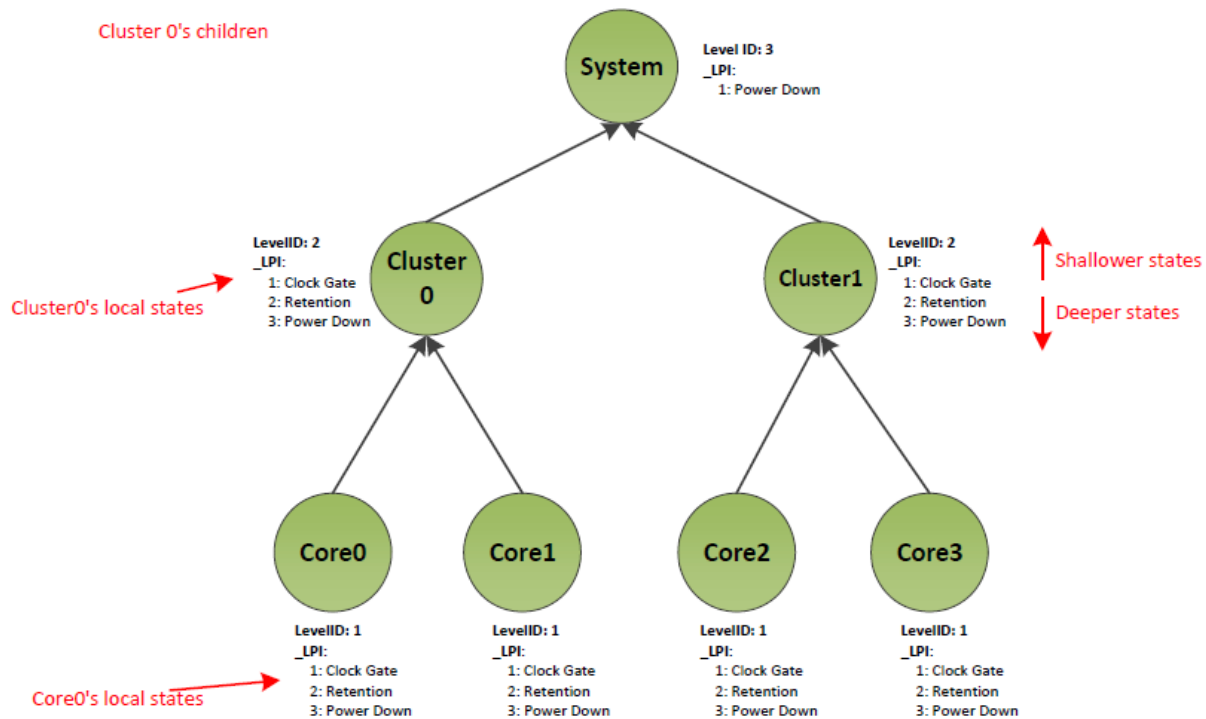 Cluster 0's children
System
Level ID: 3
_LPI:
1: Power Down
Cluster
0
LevelID: 2
_LPI:
1: Clock Gate
2: Retention
3: Power Down
Cluster0's local states
Cluster1
LevelID: 2
_LPI:
1: Clock Gate
2: Retention
3: Power Down
Shallower states
Deeper states
Core0
Core1
Core2
Core3
LevelID: 1
_LPI:
1: Clock Gate
2: Retention
3: Power Down
LevelID: 1
_LPI:
1: Clock Gate
2: Retention
3: Power Down
LevelID: 1
_LPI:
1: Clock Gate
2: Retention
3: Power Down
LevelID: 1
_LPI:
1: Clock Gate
2: Retention
3: Power Down
Core0's local states